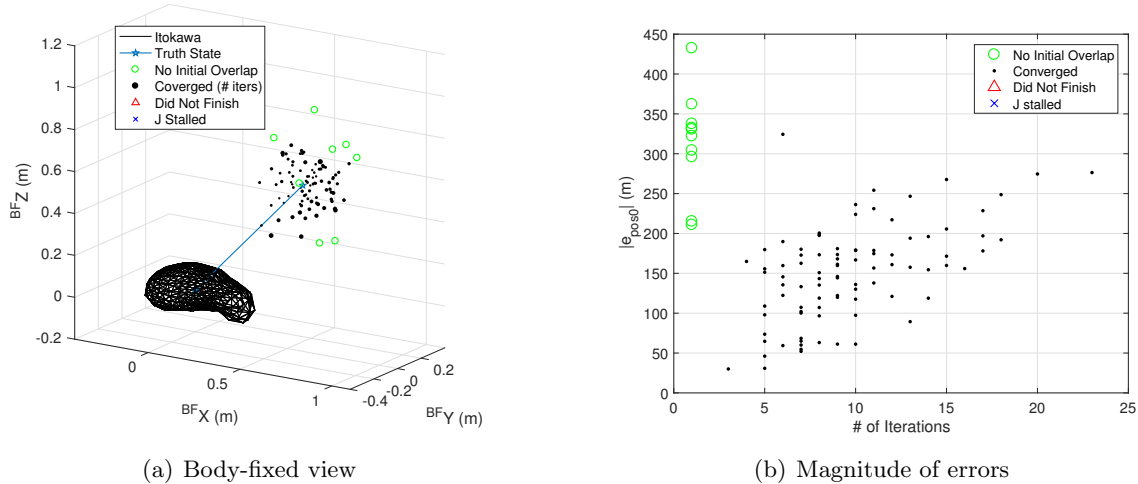 1.2
1
0.8
0.6
0.4
0.2
0
-0.2
BFZ (m)
Itokawa
Truth State
No Initial Overlap
Coverged (# iters)
Did Not Finish
J Stalled
0
0.5
1
BFX (m)
-0.4
-0.2
0
0.2
BFY (m)
(a) Body-fixed view
450
400
350
300
250
200
150
100
50
0
|epos0| (m)
No Initial Overlap
Converged
Did Not Finish
J stalled
0
5
10
15
20
25
# of Iterations
(b) Magnitude of errors